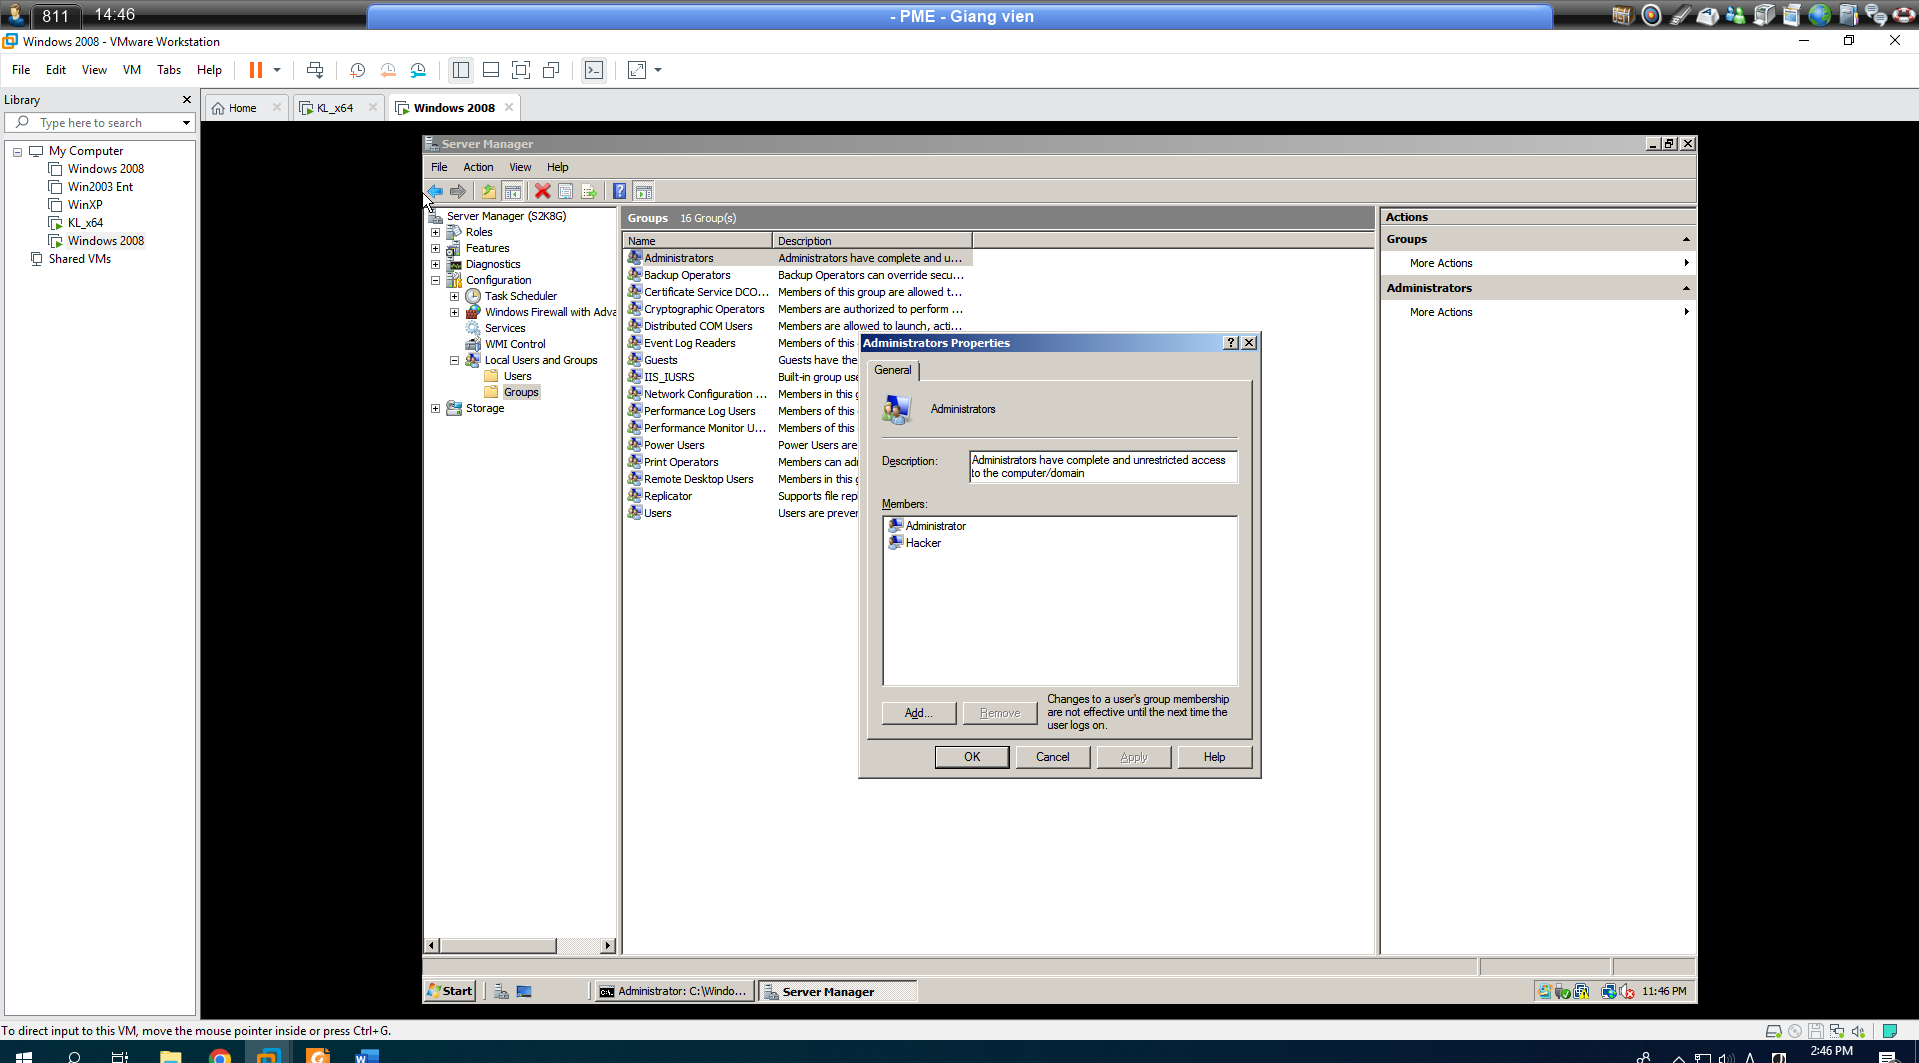 811 14:46 - PME - Giang vien
Windows 2008 - VMware Workstation
File Edit View VM Tabs Help
Library
Type here to search
My Computer
Windows 2008
Win2003 Ent
WinXP
KL_x64
Windows 2008
Shared VMs
Home KL_x64 Windows 2008
Server Manager
File Action View Help
Server Manager (S2K8G)
Roles
Features
Diagnostics
Configuration
Task Scheduler
Windows Firewall with Adva
Services
WMI Control
Local Users and Groups
Users
Groups
Storage
Groups 16 Group(s)
Name Description
Administrators Administrators have complete and u...
Backup Operators Backup Operators can override secu...
Certificate Service DCO... Members of this group are allowed t...
Cryptographic Operators Members are authorized to perform ...
Distributed COM Users Members are allowed to launch, acti...
Event Log Readers Members of this
Guests Guests have the
IIS_IUSRS Built-in group use
Network Configuration ... Members in this g
Performance Log Users Members of this
Performance Monitor U... Members of this
Power Users Power Users are
Print Operators Members can adm
Remote Desktop Users Members in this g
Replicator Supports file rep
Users Users are prever
Administrators Properties
General
Administrators
Description: Administrators have complete and unrestricted access
to the computer/domain
Members:
Administrator
Hacker
Add... Remove
Changes to a user's group membership
are not effective until the next time the
user logs on.
OK Cancel Apply Help
Actions
Groups
More Actions
Administrators
More Actions
Start Administrator: C:\Windo... Server Manager 11:46 PM
To direct input to this VM, move the mouse pointer inside or press Ctrl+G.
2:46 PM